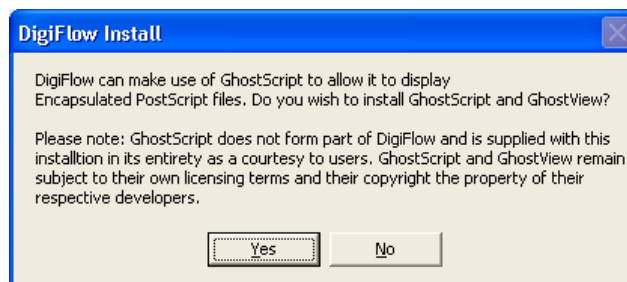 DigiFlow Install
DigiFlow can make use of GhostScript to allow it to display
Encapsulated PostScript files. Do you wish to install GhostScript and GhostView?
Please note: GhostScript does not form part of DigiFlow and is supplied with this
installtion in its entirety as a courtesy to users. GhostScript and GhostView remain
subject to their own licensing terms and their copyright the property of their
respective developers.
Yes
No